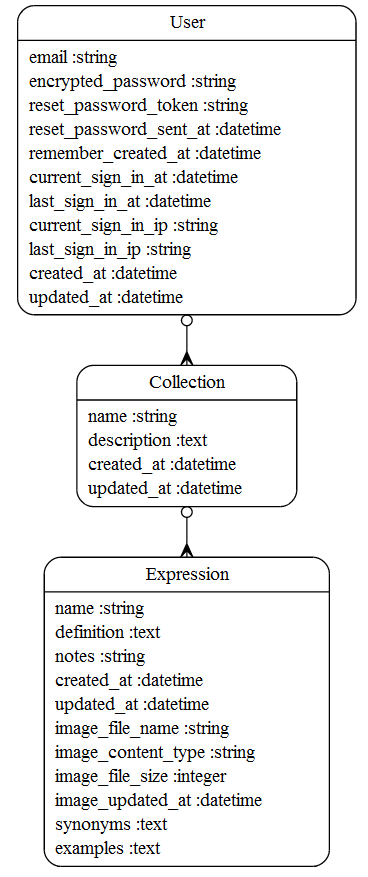 User
email :string
encrypted_password :string
reset_password_token :string
reset_password_sent_at :datetime
remember_created_at :datetime
current_sign_in_at :datetime
last_sign_in_at :datetime
current_sign_in_ip :string
last_sign_in_ip :string
created_at :datetime
updated_at :datetime
Collection
name :string
description :text
created_at :datetime
updated_at :datetime
Expression
name :string
definition :text
notes :string
created_at :datetime
updated_at :datetime
image_file_name :string
image_content_type :string
image_file_size :integer
image_updated_at :datetime
synonyms :text
examples :text